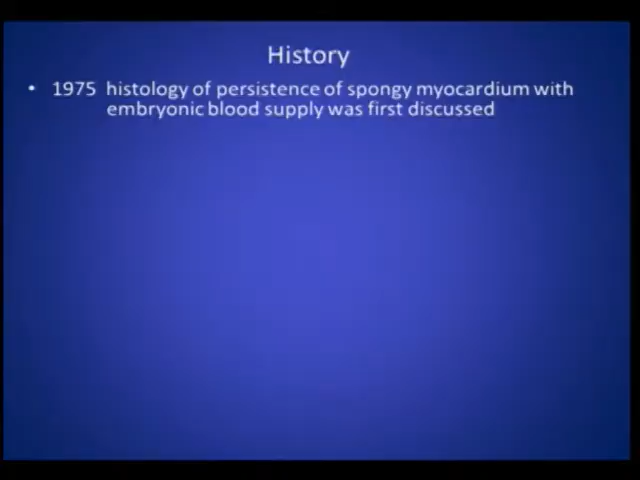 History
• 1975 histology of persistence of spongy myocardium with
embryonic blood supply was first discussed